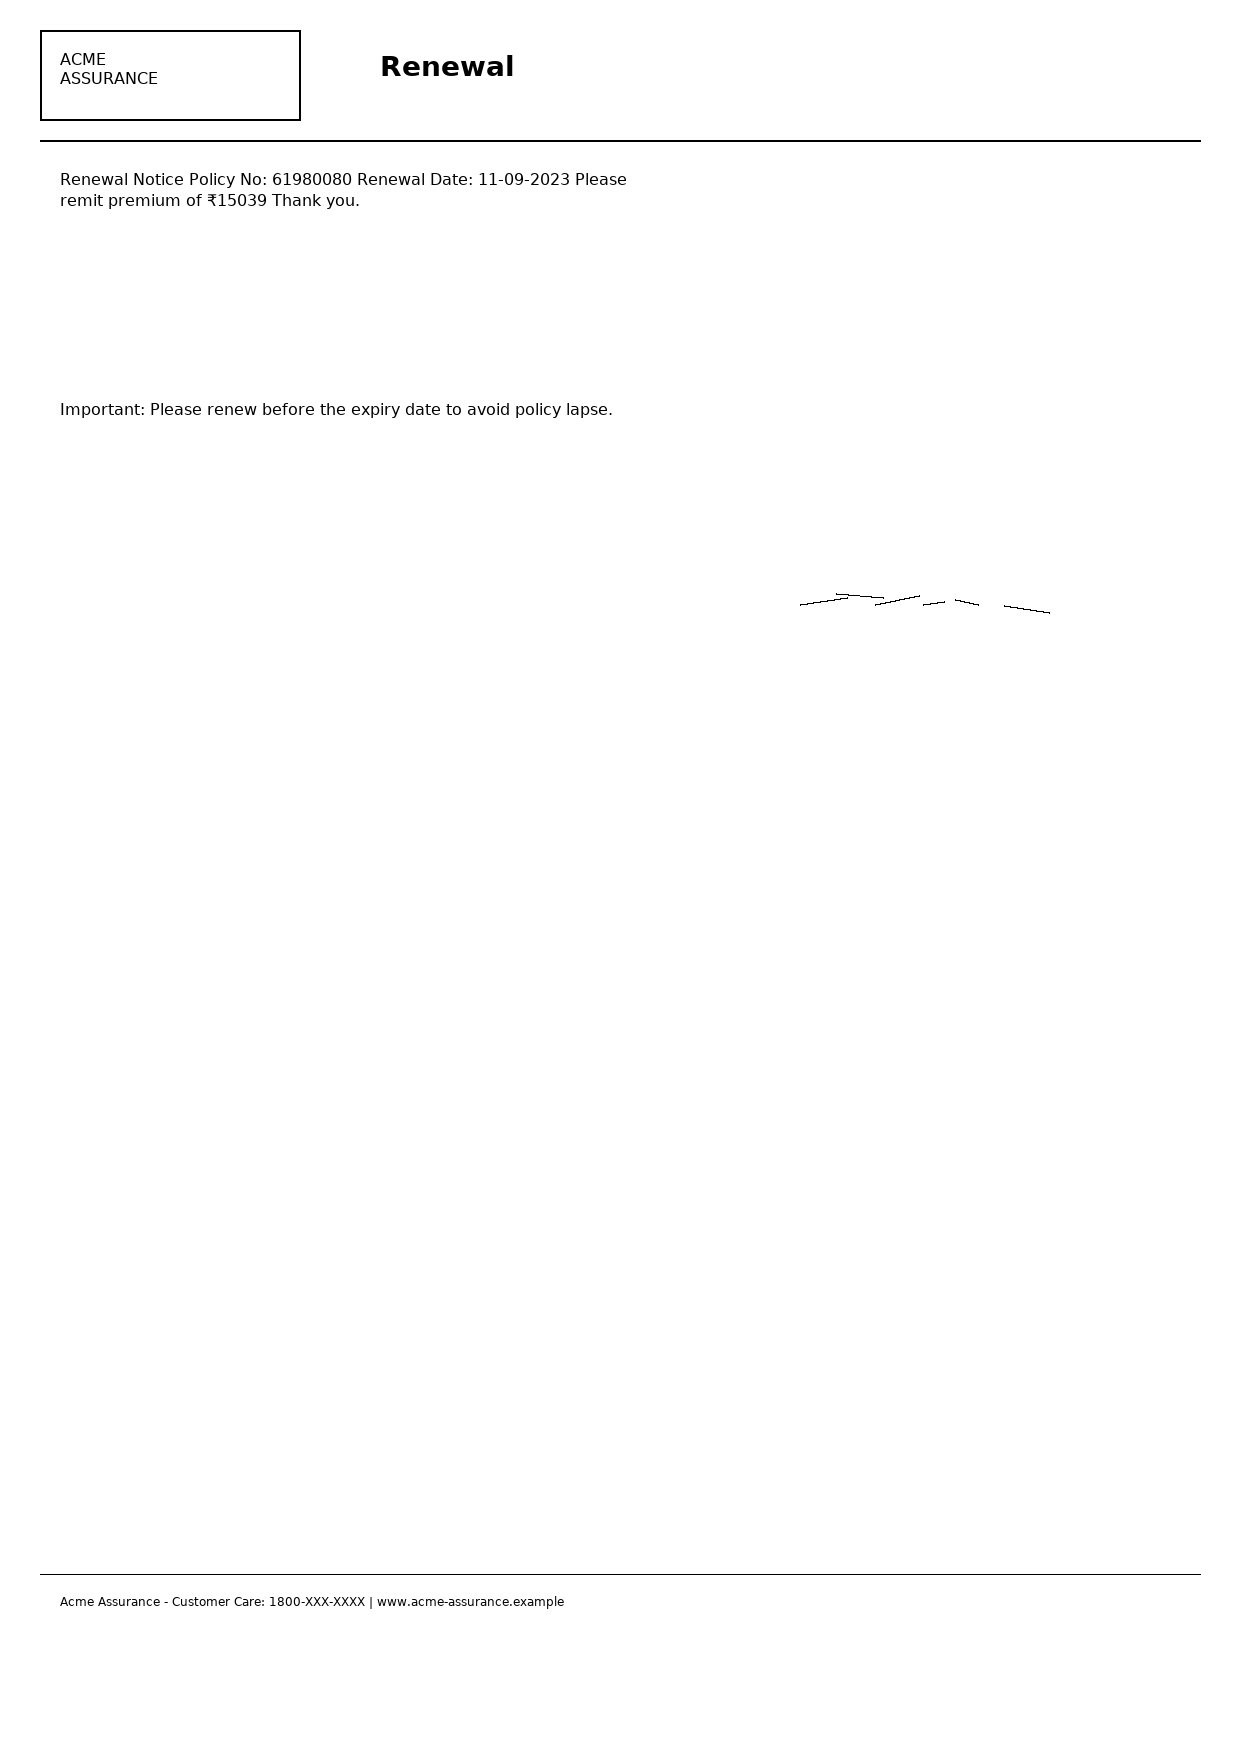 ACME
ASSURANCE
Renewal
Renewal Notice Policy No: 61980080 Renewal Date: 11-09-2023 Please
remit premium of ₹15039 Thank you.
Important: Please renew before the expiry date to avoid policy lapse.
Acme Assurance - Customer Care: 1800-XXX-XXXX | www.acme-assurance.example